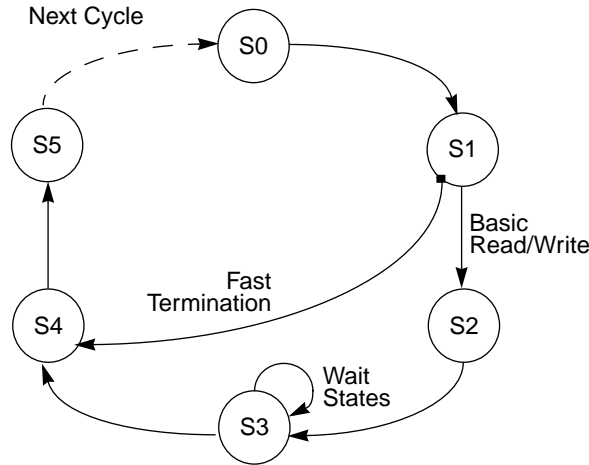 Next Cycle
S0
S5
S1
Basic
Read/Write
Fast
Termination
S4
S2
Wait
States
S3